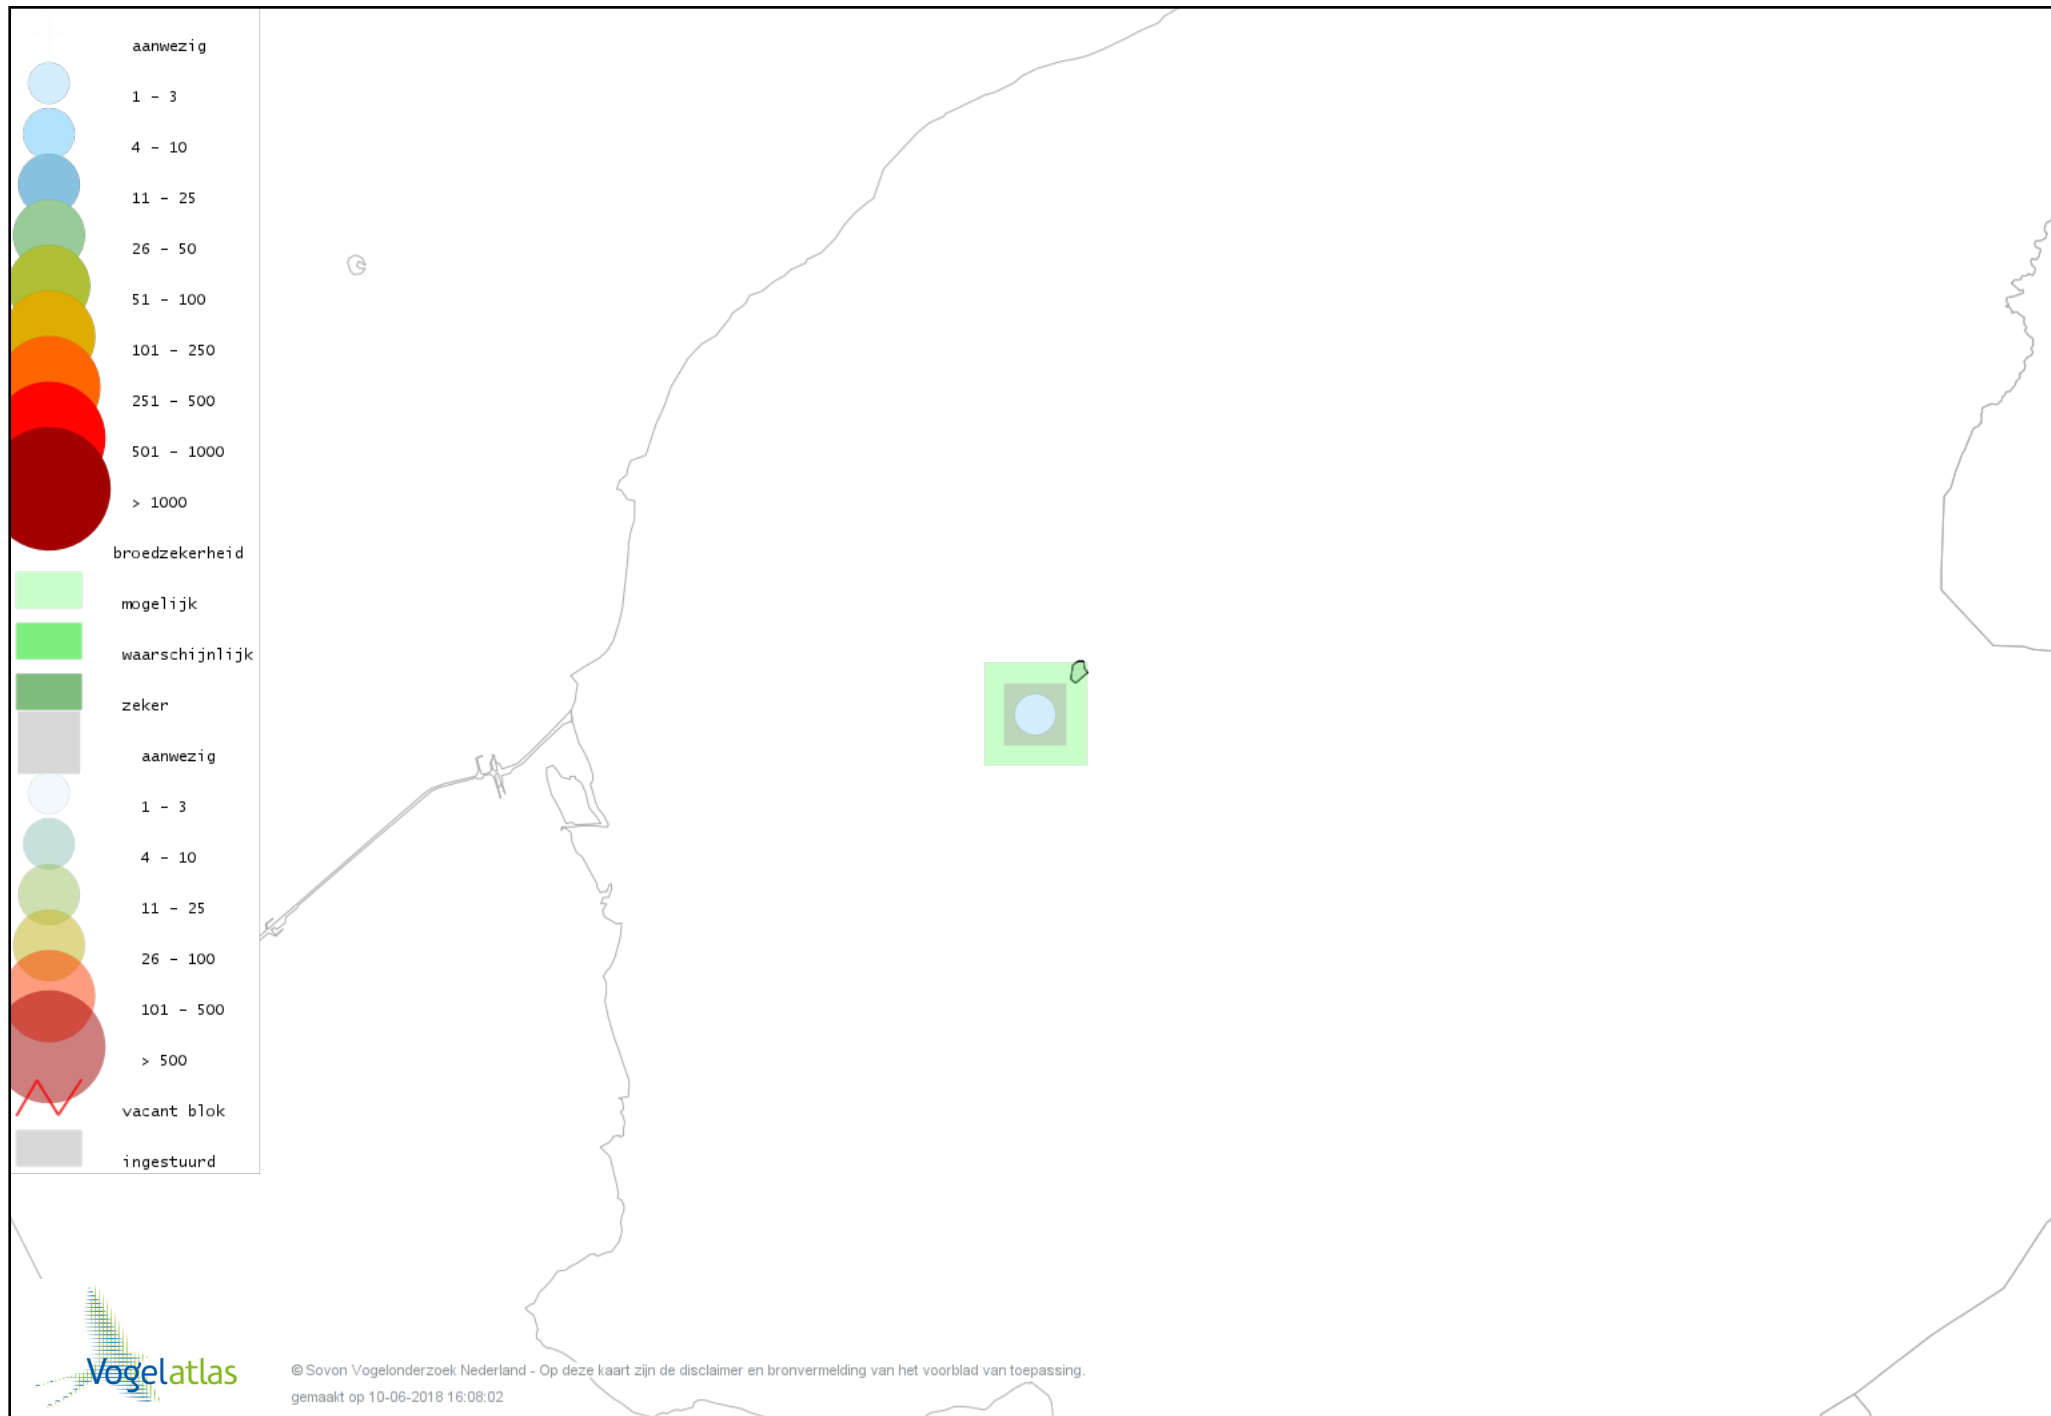 aanwezig
1 - 3
4 - 10
11 - 25
26 - 50
51 - 100
101 - 250
251 - 500
501 - 1000
> 1000
broedzekerheid
mogelijk
waarschijnlijk
zeker
aanwezig
1 - 3
4 - 10
11 - 25
26 - 100
101 - 500
> 500
vacant blok
ingestuurd
Vogelatlas
© Sovon Vogelonderzoek Nederland - Op deze kaart zijn de disclaimer en bronvermelding van het voorblad van toepassing.
gemaakt op 10-06-2018 16:08:02